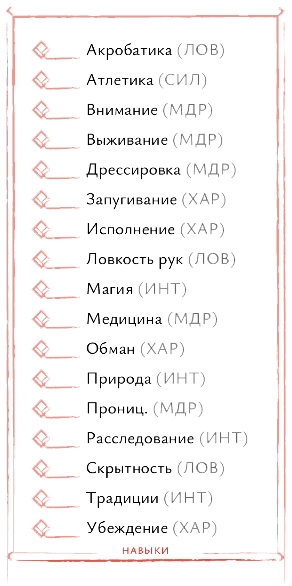 Акробатика (ЛОВ)
Атлетика (СИЛ)
Внимание (МДР)
Выживание (МДР)
Дрессировка (МДР)
Запугивание (ХАР)
Исполнение (ХАР)
Ловкость рук (ЛОВ)
Магия (ИНТ)
Медицина (МДР)
Обман (ХАР)
Природа (ИНТ)
Прониц. (МДР)
Расследование (ИНТ)
Скрытность (ЛОВ)
Традиции (ИНТ)
Убеждение (ХАР)
НАВЫКИ